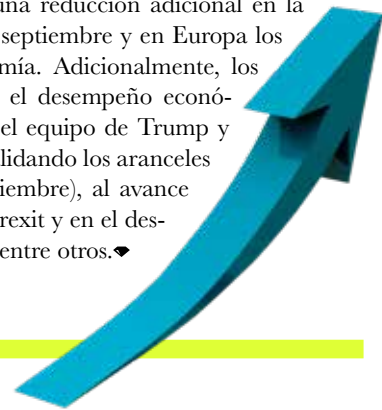 una reducción adicional en la
septiembre y en Europa los
mía. Adicionalmente, los
el desempeño econó-
el equipo de Trump y
lidando los aranceles
iembre), al avance
rexit y en el des-
entre otros.